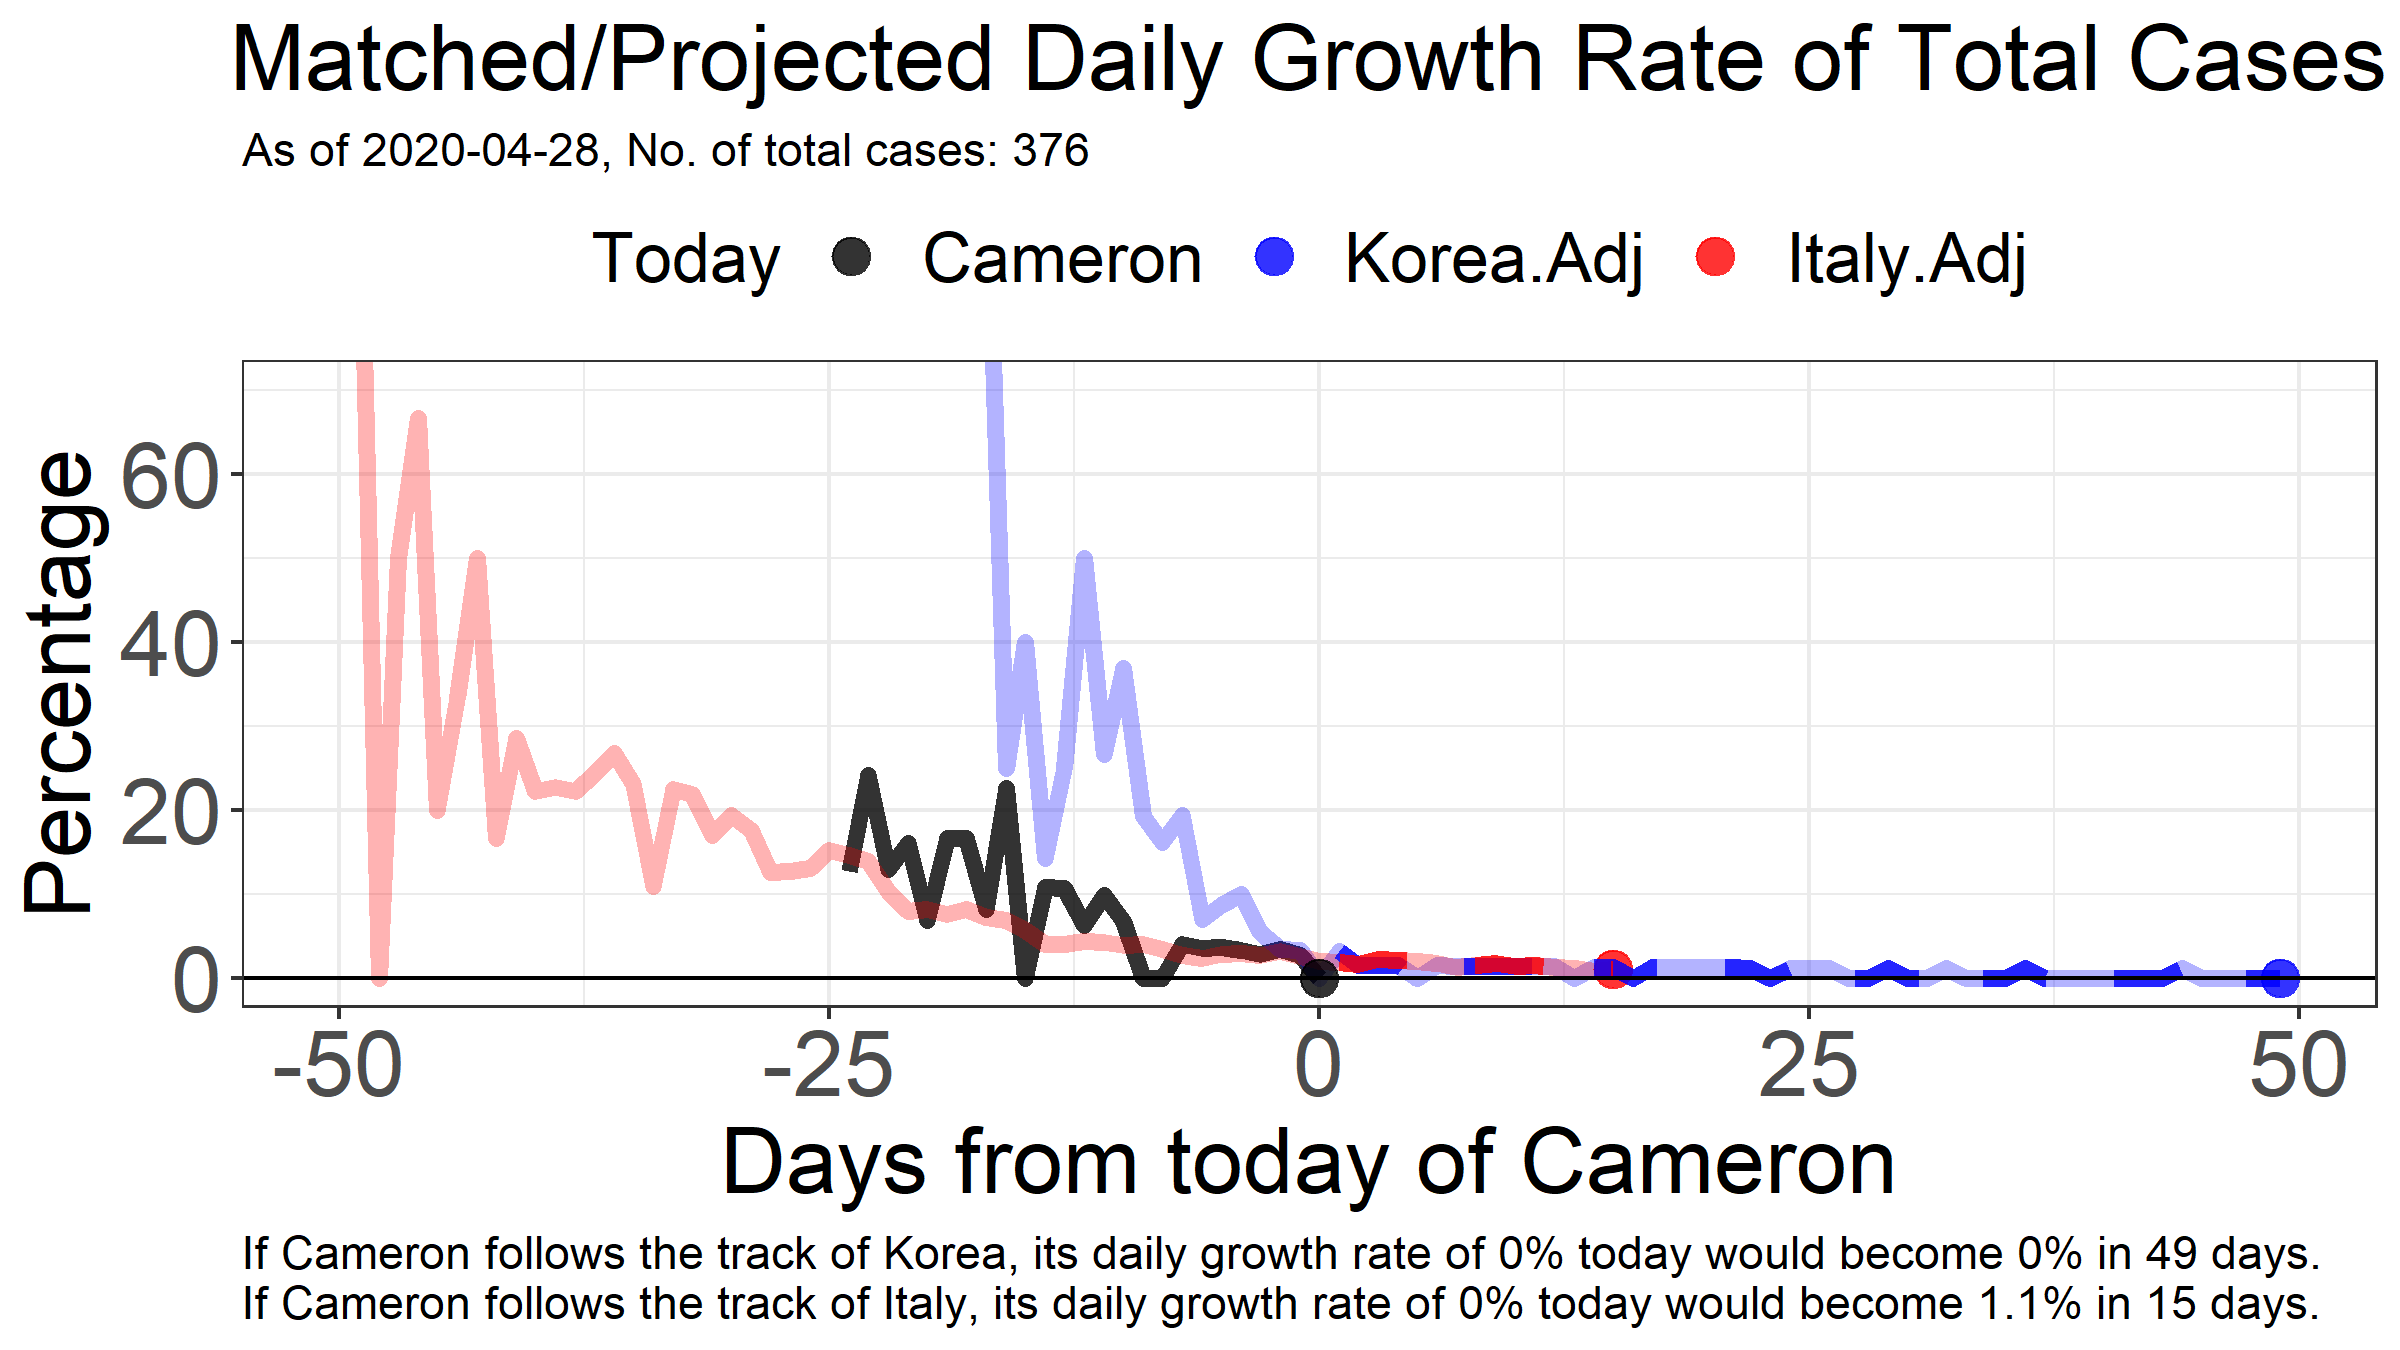 Matched/Projected Daily Growth Rate of Total Cases
As of 2020-04-28, No. of total cases: 376
Today Cameron Korea.Adj Italy.Adj
Percentage
60
40
20
0
-50 -25 0 25 50
Days from today of Cameron
If Cameron follows the track of Korea, its daily growth rate of 0% today would become 0% in 49 days.
If Cameron follows the track of Italy, its daily growth rate of 0% today would become 1.1% in 15 days.